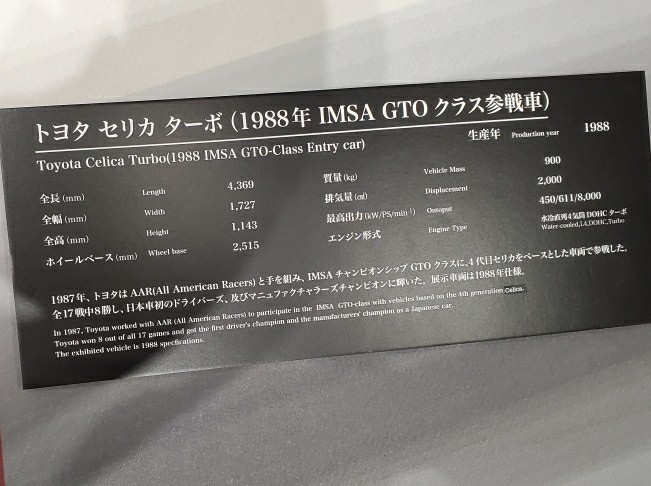 トヨタ セリカ ターボ (1988年 IMSA GTO クラス参戦車)
Toyota Celica Turbo(1988 IMSA GTO-Class Entry car)
生産年 Production year 1988
全長 (mm) Length 4,369
全幅 (mm) Width 1,727
全高 (mm) Height 1,143
ホイールベース (mm) Wheel base 2,515
質量 (kg) Vehicle Mass 900
排気量 (㎤) Displacement 2,000
最高出力 (kW/PS/min⁻¹) Outoput 450/611/8,000
エンジン形式 Engine Type 水冷直列4気筒 DOHC ターボ
Water-cooled,L4,DOHC,Turbo
1987年、トヨタはAAR(All American Racers)と手を組み、IMSA チャンピオンシップ GTO クラスに、4代目セリカをベースとした車両で参戦した。
全17戦中8勝し、日本車初のドライバーズ、及びマニュファクチャラーズチャンピオンに輝いた。展示車両は1988年仕様。
In 1987, Toyota worked with AAR (All American Racers) to participate in the IMSA GTO-class with vehicles based on the 4th generation Celica.
Toyota won 8 out of all 17 games and got the first driver's champion and the manufacturers' champion as a Japanese car.
The exhibited vehicle is 1988 specfications.